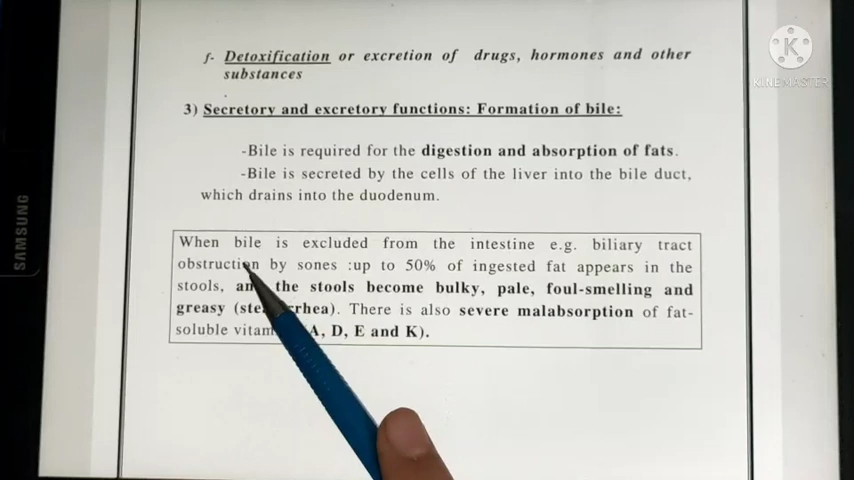 f- Detoxification or excretion of drugs, hormones and other
substances
3) Secretory and excretory functions: Formation of bile:
-Bile is required for the digestion and absorption of fats.
-Bile is secreted by the cells of the liver into the bile duct,
which drains into the duodenum.
When bile is excluded from the intestine e.g. biliary tract
obstruction by sones :up to 50% of ingested fat appears in the
stools, the stools become bulky, pale, foul-smelling and
greasy ( There is also severe malabsorption of fat-
soluble A, D, E and K).
SAMSUNG
K
KINEMASTER